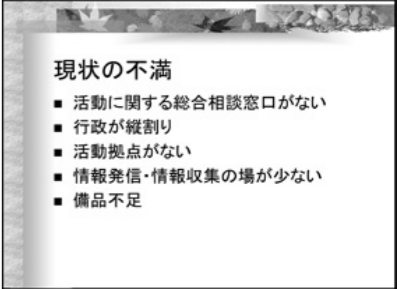 現状の不満
■ 活動に関する総合相談窓口がない
■ 行政が縦割り
■ 活動拠点がない
■ 情報発信・情報収集の場が少ない
■ 備品不足